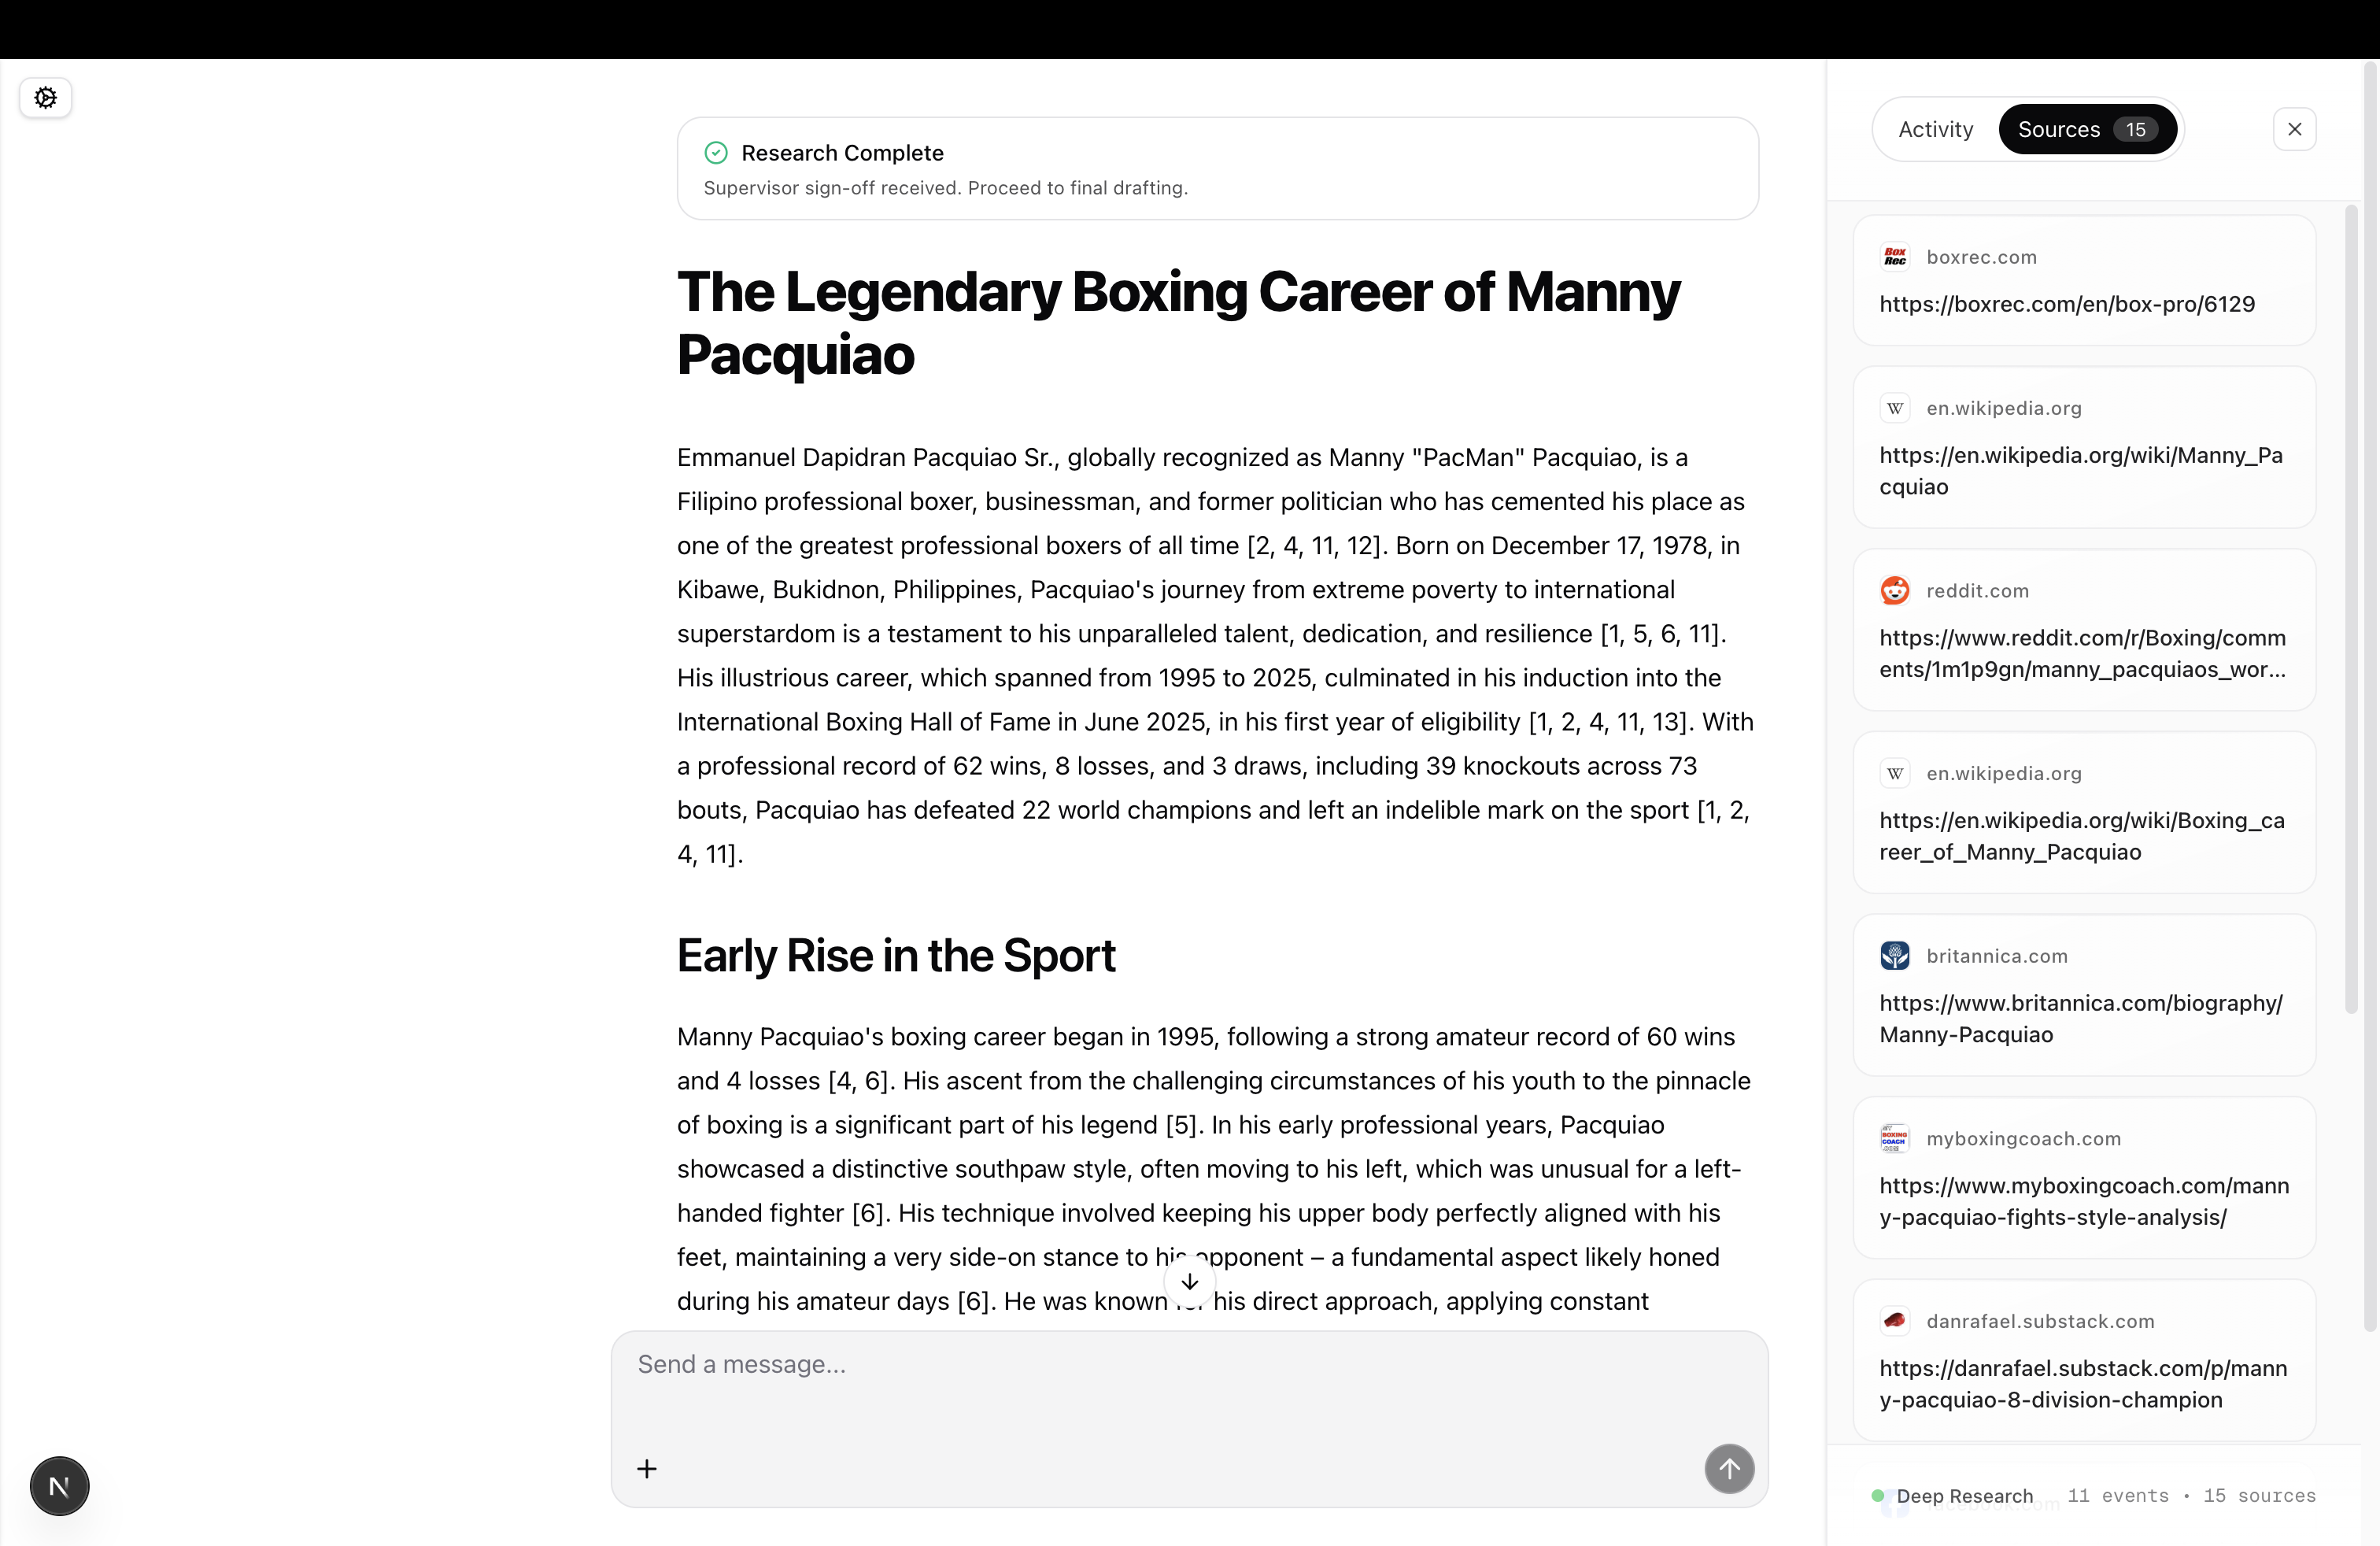 Research Complete
Supervisor sign-off received. Proceed to final drafting.
The Legendary Boxing Career of Manny
Pacquiao
Emmanuel Dapidran Pacquiao Sr., globally recognized as Manny "PacMan" Pacquiao, is a
Filipino professional boxer, businessman, and former politician who has cemented his place as
one of the greatest professional boxers of all time [2, 4, 11, 12]. Born on December 17, 1978, in
Kibawe, Bukidnon, Philippines, Pacquiao's journey from extreme poverty to international
superstardom is a testament to his unparalleled talent, dedication, and resilience [1, 5, 6, 11].
His illustrious career, which spanned from 1995 to 2025, culminated in his induction into the
International Boxing Hall of Fame in June 2025, in his first year of eligibility [1, 2, 4, 11, 13]. With
a professional record of 62 wins, 8 losses, and 3 draws, including 39 knockouts across 73
bouts, Pacquiao has defeated 22 world champions and left an indelible mark on the sport [1, 2,
4, 11].
Early Rise in the Sport
Manny Pacquiao's boxing career began in 1995, following a strong amateur record of 60 wins
and 4 losses [4, 6]. His ascent from the challenging circumstances of his youth to the pinnacle
of boxing is a significant part of his legend [5]. In his early professional years, Pacquiao
showcased a distinctive southpaw style, often moving to his left, which was unusual for a left-
handed fighter [6]. His technique involved keeping his upper body perfectly aligned with his
feet, maintaining a very side-on stance to his opponent – a fundamental aspect likely honed
during his amateur days [6]. He was known for his direct approach, applying constant
Send a message...
N
Activity
Sources 15
Box
Rec
boxrec.com
https://boxrec.com/en/box-pro/6129
W
en.wikipedia.org
https://en.wikipedia.org/wiki/Manny_Pa
cquiao
reddit.com
https://www.reddit.com/r/Boxing/comm
ents/1m1p9gn/manny_pacquiaos_wor...
W
en.wikipedia.org
https://en.wikipedia.org/wiki/Boxing_ca
reer_of_Manny_Pacquiao
britannica.com
https://www.britannica.com/biography/
Manny-Pacquiao
BOXING
COACH
myboxingcoach.com
https://www.myboxingcoach.com/mann
y-pacquiao-fights-style-analysis/
danrafael.substack.com
https://danrafael.substack.com/p/mann
y-pacquiao-8-division-champion
facebook.com
Deep Research 11 events • 15 sources